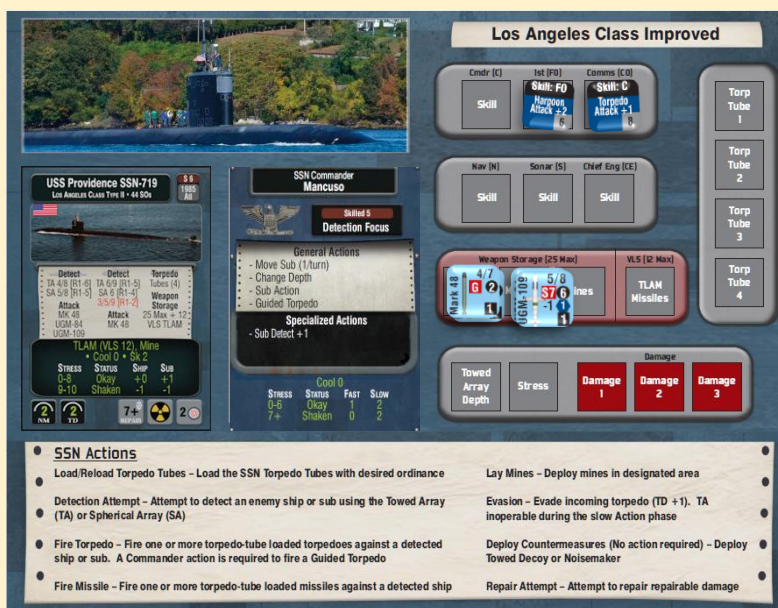 Los Angeles Class Improved
Cmdr (C)
1st (FO)
Comms (CO)
Skill
Skill: FO
Harpoon
Attack +2
6
Skill: C
Torpedo
Attack +1
8
Nav (N)
Sonar (S)
Chief Eng (CE)
Skill
Skill
Skill
Torp
Tube
1
Torp
Tube
2
Torp
Tube
3
Torp
Tube
4
Weapon Storage (25 Max)
VLS (12 Max)
Mark 48
4/7
G 2
1
UGM-109
5/8
S7 6
-1 1
1
TLAM
Missiles
Damage
Towed
Array
Depth
Stress
Damage
1
Damage
2
Damage
3
USS Providence SSN-719
Los Angeles Class Type II • 44 SOs
S 6
1985
All
Detect
TA 4/8 [R1-6]
SA 5/8 [R1-5]
Attack
MK 48
UGM-84
UGM-109
Detect
TA 6/9 [R1-5]
SA 6 [R1-4]
3/5/9 [R1-2]
Attack
MK 48
Torpedo
Tubes (4)
Weapon
Storage
25 Max + 12
VLS TLAM
TLAM (VLS 12), Mine
• Cool 0 • Sk 2
Stress Status Ship Sub
0-8 Okay +0 +1
9-10 Shaken -1 -1
2
NM
2
TD
7+
REPAIR
2
SSN Commander
Mancuso
Skilled 5
Detection Focus
General Actions
- Move Sub (1/turn)
- Change Depth
- Sub Action
- Guided Torpedo
Specialized Actions
- Sub Detect +1
Cool 0
Stress Status Fast Slow
0-6 Okay 1 2
7+ Shaken 0 2
SSN Actions
Load/Reload Torpedo Tubes – Load the SSN Torpedo Tubes with desired ordinance
Detection Attempt – Attempt to detect an enemy ship or sub using the Towed Array
(TA) or Spherical Array (SA)
Fire Torpedo – Fire one or more torpedo-tube loaded torpedoes against a detected
ship or sub. A Commander action is required to fire a Guided Torpedo
Fire Missile – Fire one or more torpedo-tube loaded missiles against a detected ship
Lay Mines – Deploy mines in designated area
Evasion – Evade incoming torpedo (TD +1). TA
inoperable during the slow Action phase
Deploy Countermeasures (No action required) – Deploy
Towed Decoy or Noisemaker
Repair Attempt – Attempt to repair repairable damage